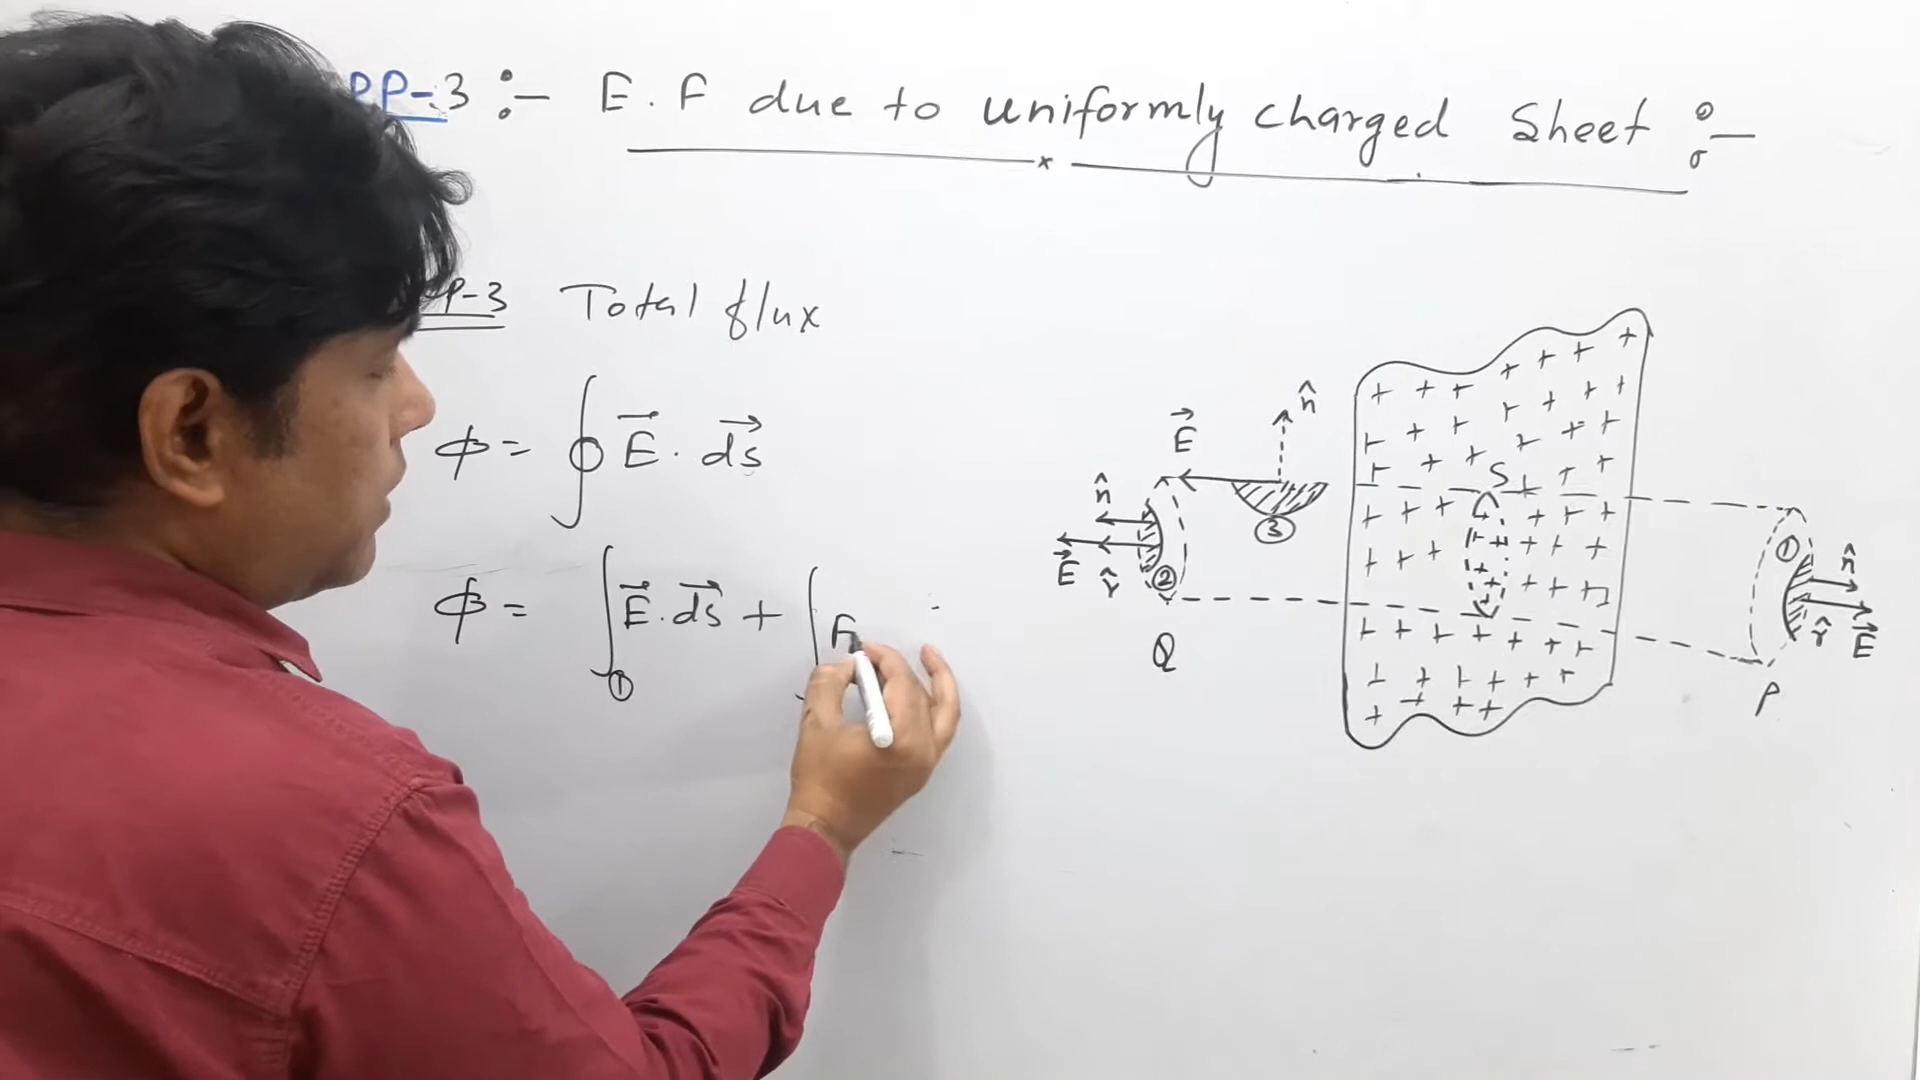 PP-3 :- E.F due to uniformly charged Sheet :-
P-3 Total flux
ϕ = ∮ E⃗ . ds⃗
ϕ = ∫ E⃗ . ds⃗ + ∫ E
①
n̂
E⃗
S
n̂
③
①
n̂
E⃗
r̂
②
r̂
E⃗
Q
P